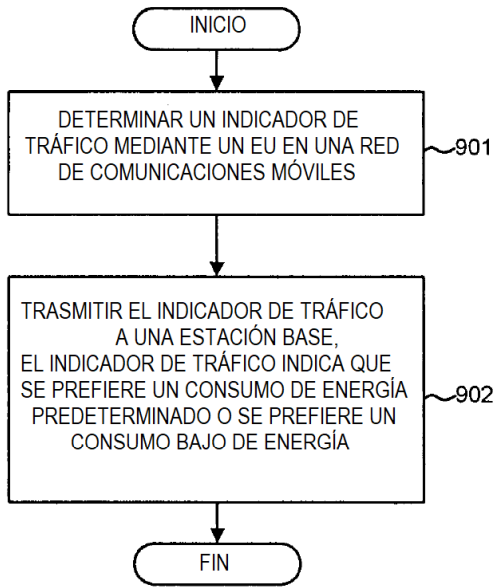 INICIO
DETERMINAR UN INDICADOR DE
TRÁFICO MEDIANTE UN EU EN UNA RED
DE COMUNICACIONES MÓVILES
901
TRASMITIR EL INDICADOR DE TRÁFICO
A UNA ESTACIÓN BASE,
EL INDICADOR DE TRÁFICO INDICA QUE
SE PREFIERE UN CONSUMO DE ENERGÍA
PREDETERMINADO O SE PREFIERE UN
CONSUMO BAJO DE ENERGÍA
902
FIN